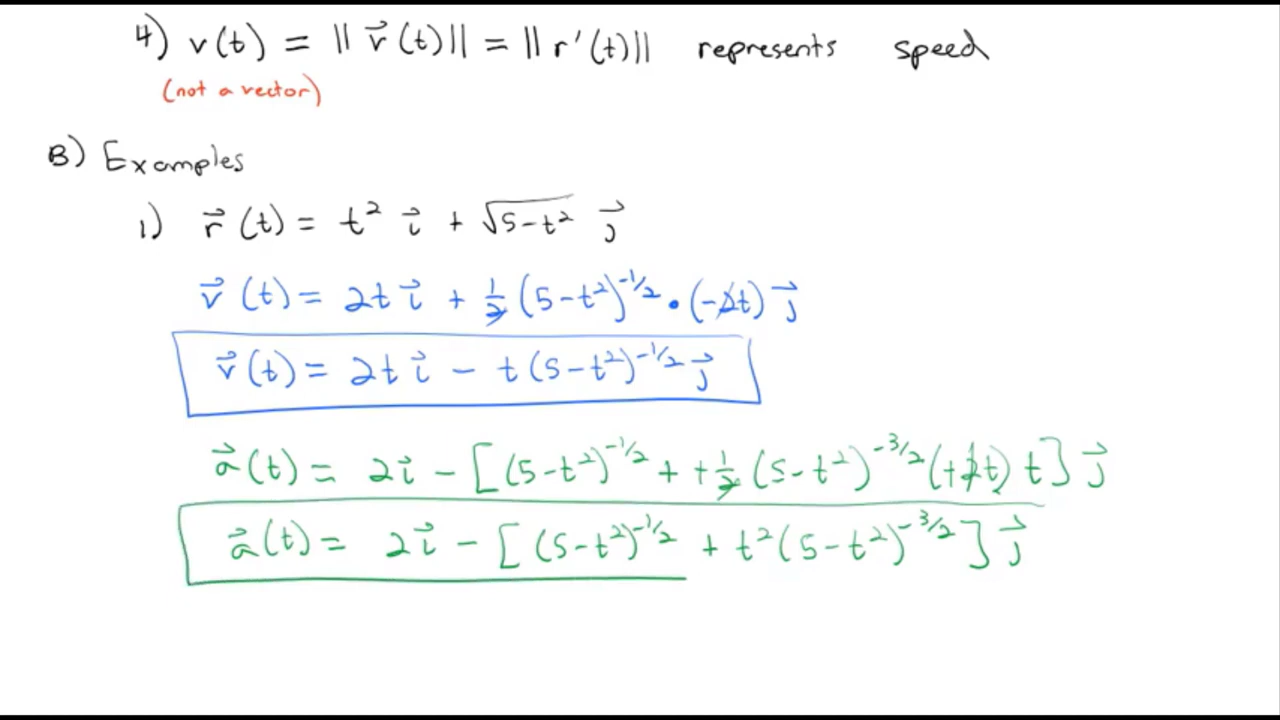 4) v(t) = ‖v⃗(t)‖ = ‖r'(t)‖ represents speed
(not a vector)
B) Examples
1) r⃗(t) = t² i⃗ + √(5-t²) j⃗
v⃗(t) = 2t i⃗ + 1/2 (5-t²)^(-1/2) • (-2t) j⃗
v⃗(t) = 2t i⃗ - t(5-t²)^(-1/2) j⃗
a⃗(t) = 2i⃗ - [(5-t²)^(-1/2) + +1/2 (5-t²)^(-3/2) (+2t) t] j⃗
a⃗(t) = 2i⃗ - [(5-t²)^(-1/2) + t²(5-t²)^(-3/2)] j⃗